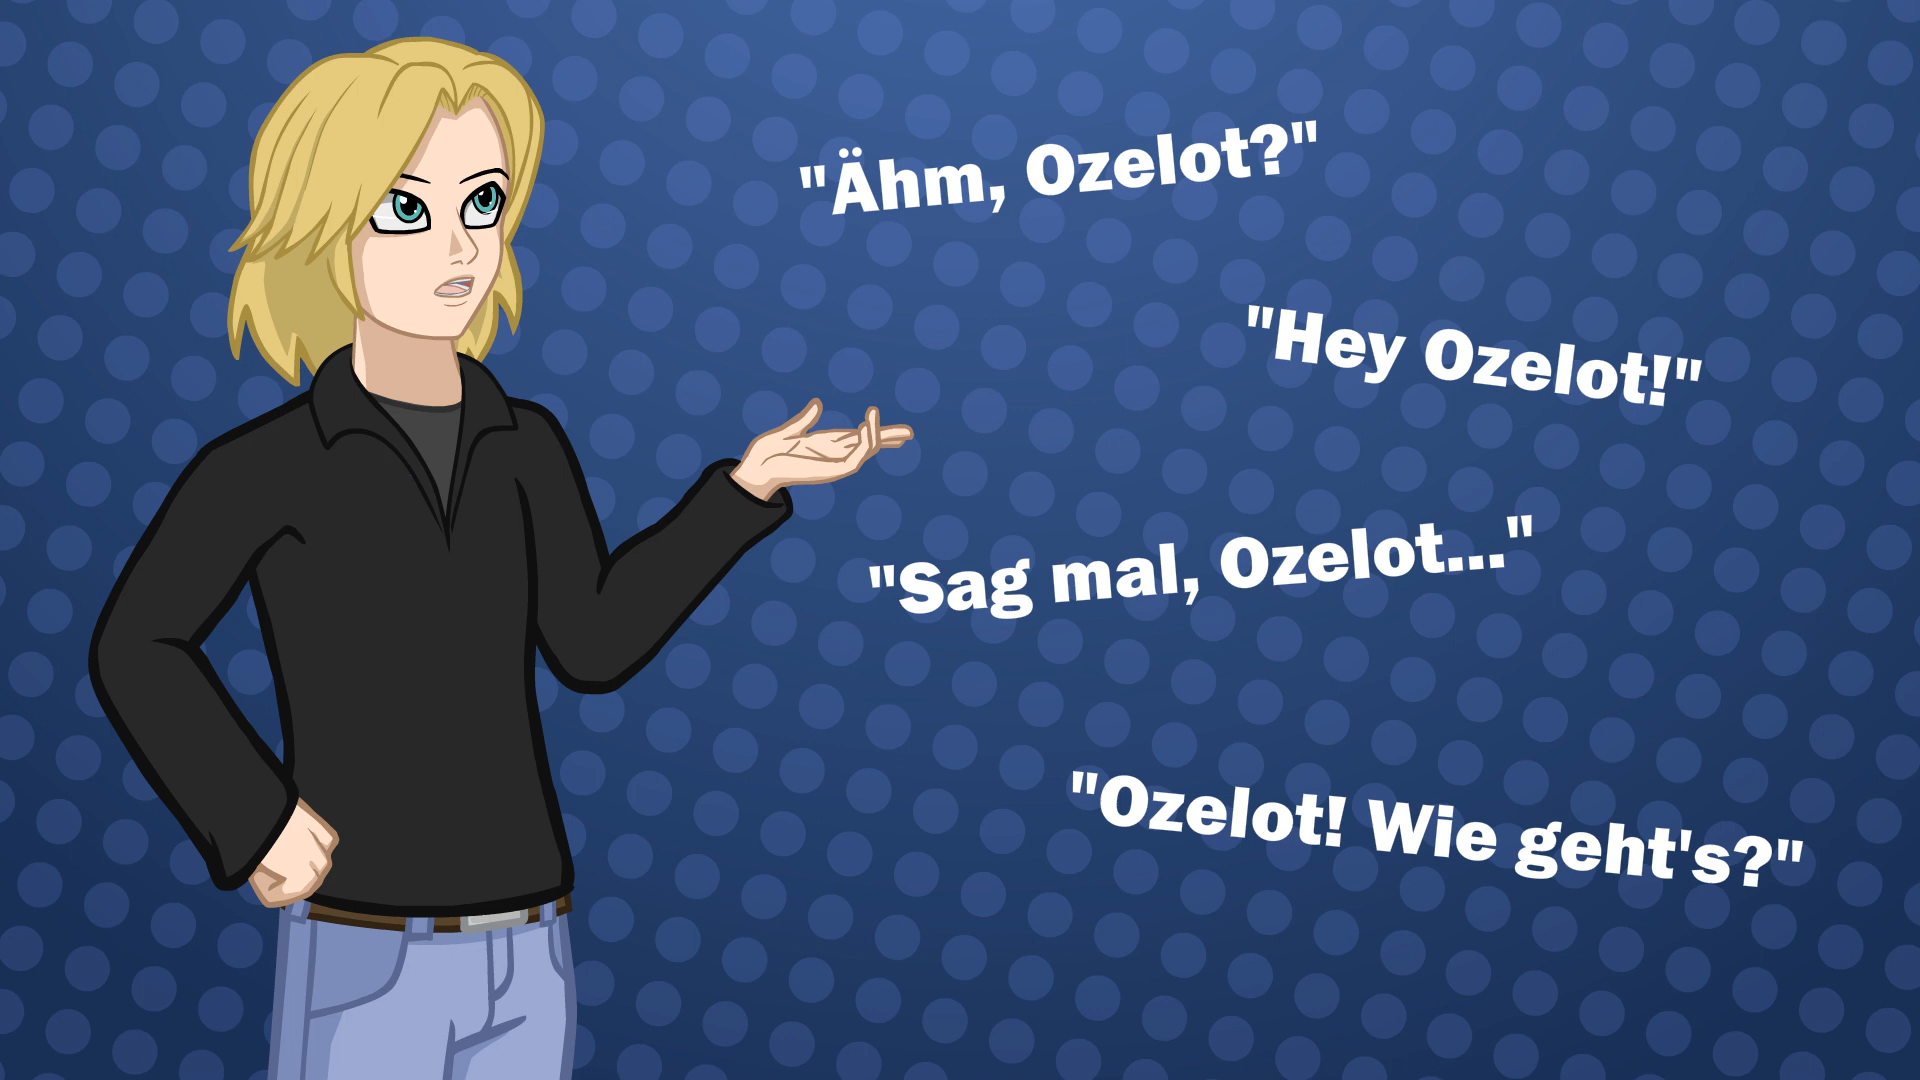 "Ähm, Ozelot?"
"Hey Ozelot!"
"Sag mal, Ozelot..."
"Ozelot! Wie geht's?"